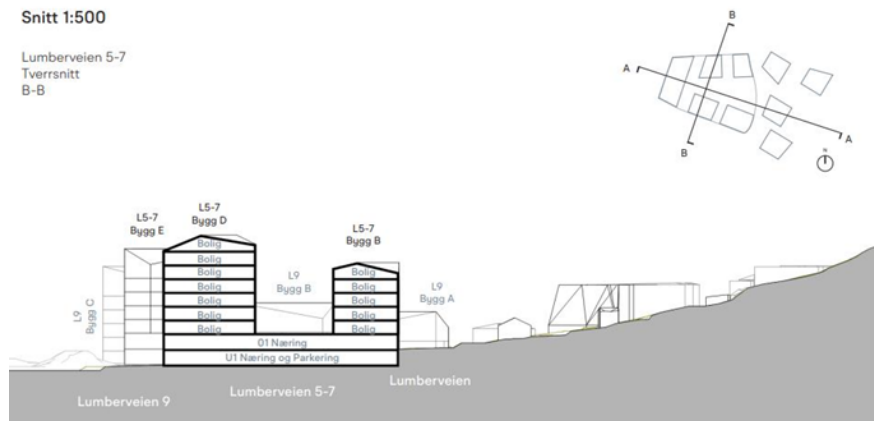 Snitt 1:500
Lumberveien 5-7
Tverrsnitt
B-B
B
A
A
B
N
L5-7
Bygg E
L5-7
Bygg D
L5-7
Bygg B
L9
Bygg C
L9
Bygg B
L9
Bygg A
Bolig
Bolig
Bolig
Bolig
Bolig
Bolig
Bolig
Bolig
Bolig
Bolig
Bolig
Bolig
01 Næring
U1 Næring og Parkering
Lumberveien 9
Lumberveien 5-7
Lumberveien